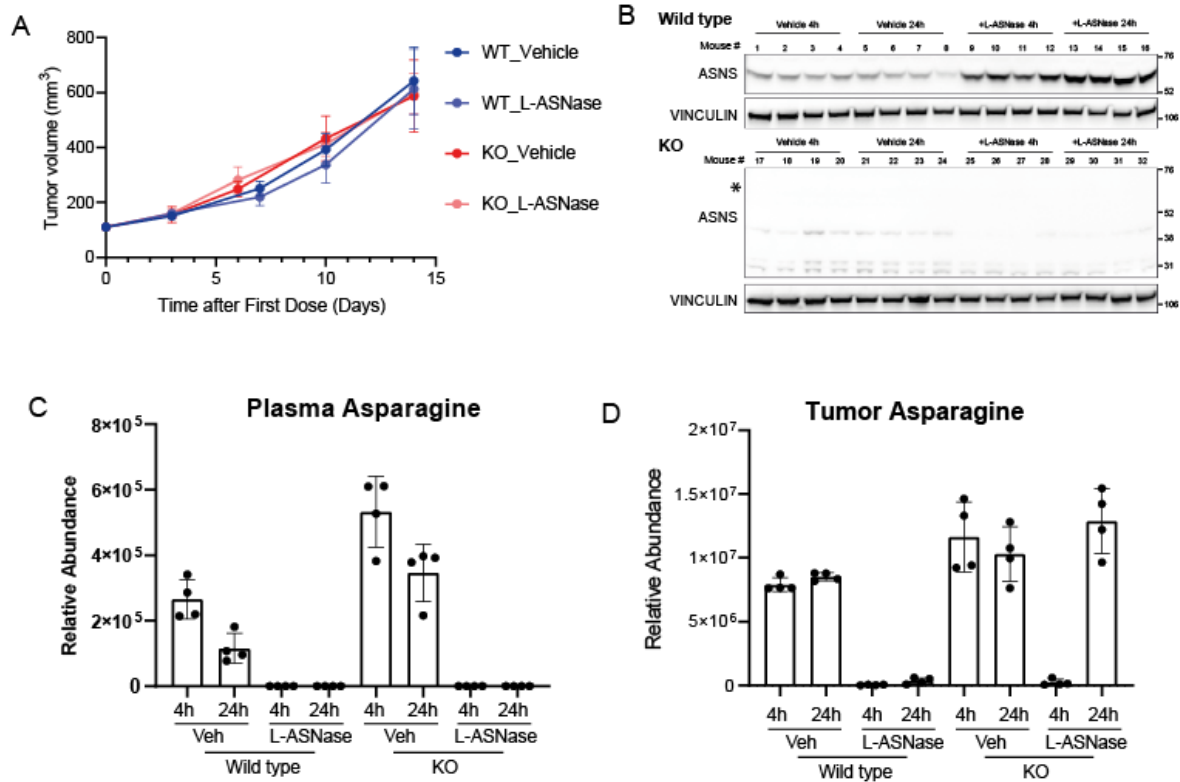 A
Tumor volume (mm³)
800
600
400
200
0
0
5
10
15
Time after First Dose (Days)
WT_Vehicle
WT_L-ASNase
KO_Vehicle
KO_L-ASNase
B
Wild type
Vehicle 4h Vehicle 24h +L-ASNase 4h +L-ASNase 24h
Mouse # 1 2 3 4 5 6 7 8 9 10 11 12 13 14 15 16
76
ASNS
52
VINCULIN
106
KO
Vehicle 4h Vehicle 24h +L-ASNase 4h +L-ASNase 24h
Mouse # 17 18 19 20 21 22 23 24 25 26 27 28 29 30 31 32
76
*
ASNS
52
38
31
VINCULIN
106
C
Plasma Asparagine
Relative Abundance
8×10⁵
6×10⁵
4×10⁵
2×10⁵
0
4h 24h 4h 24h 4h 24h 4h 24h
Veh L-ASNase Veh L-ASNase
Wild type KO
D
Tumor Asparagine
Relative Abundance
2×10⁷
1.5×10⁷
1×10⁷
5×10⁶
0
4h 24h 4h 24h 4h 24h 4h 24h
Veh L-ASNase Veh L-ASNase
Wild type KO